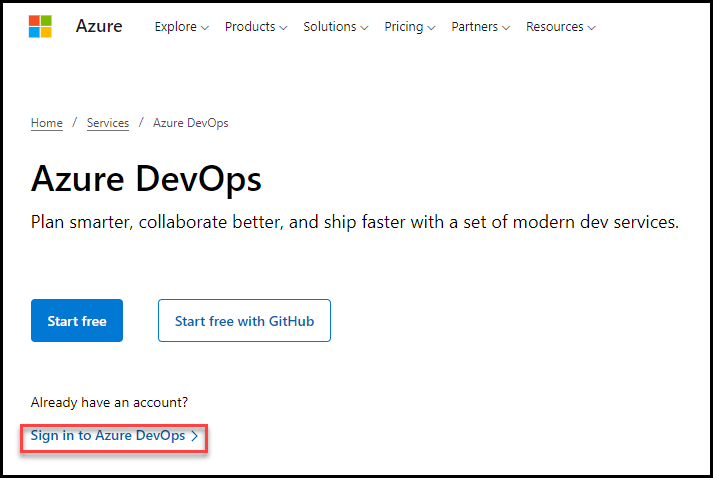 Azure Explore Products Solutions Pricing Partners Resources
Home / Services / Azure DevOps
Azure DevOps
Plan smarter, collaborate better, and ship faster with a set of modern dev services.
Start free Start free with GitHub
Already have an account?
Sign in to Azure DevOps